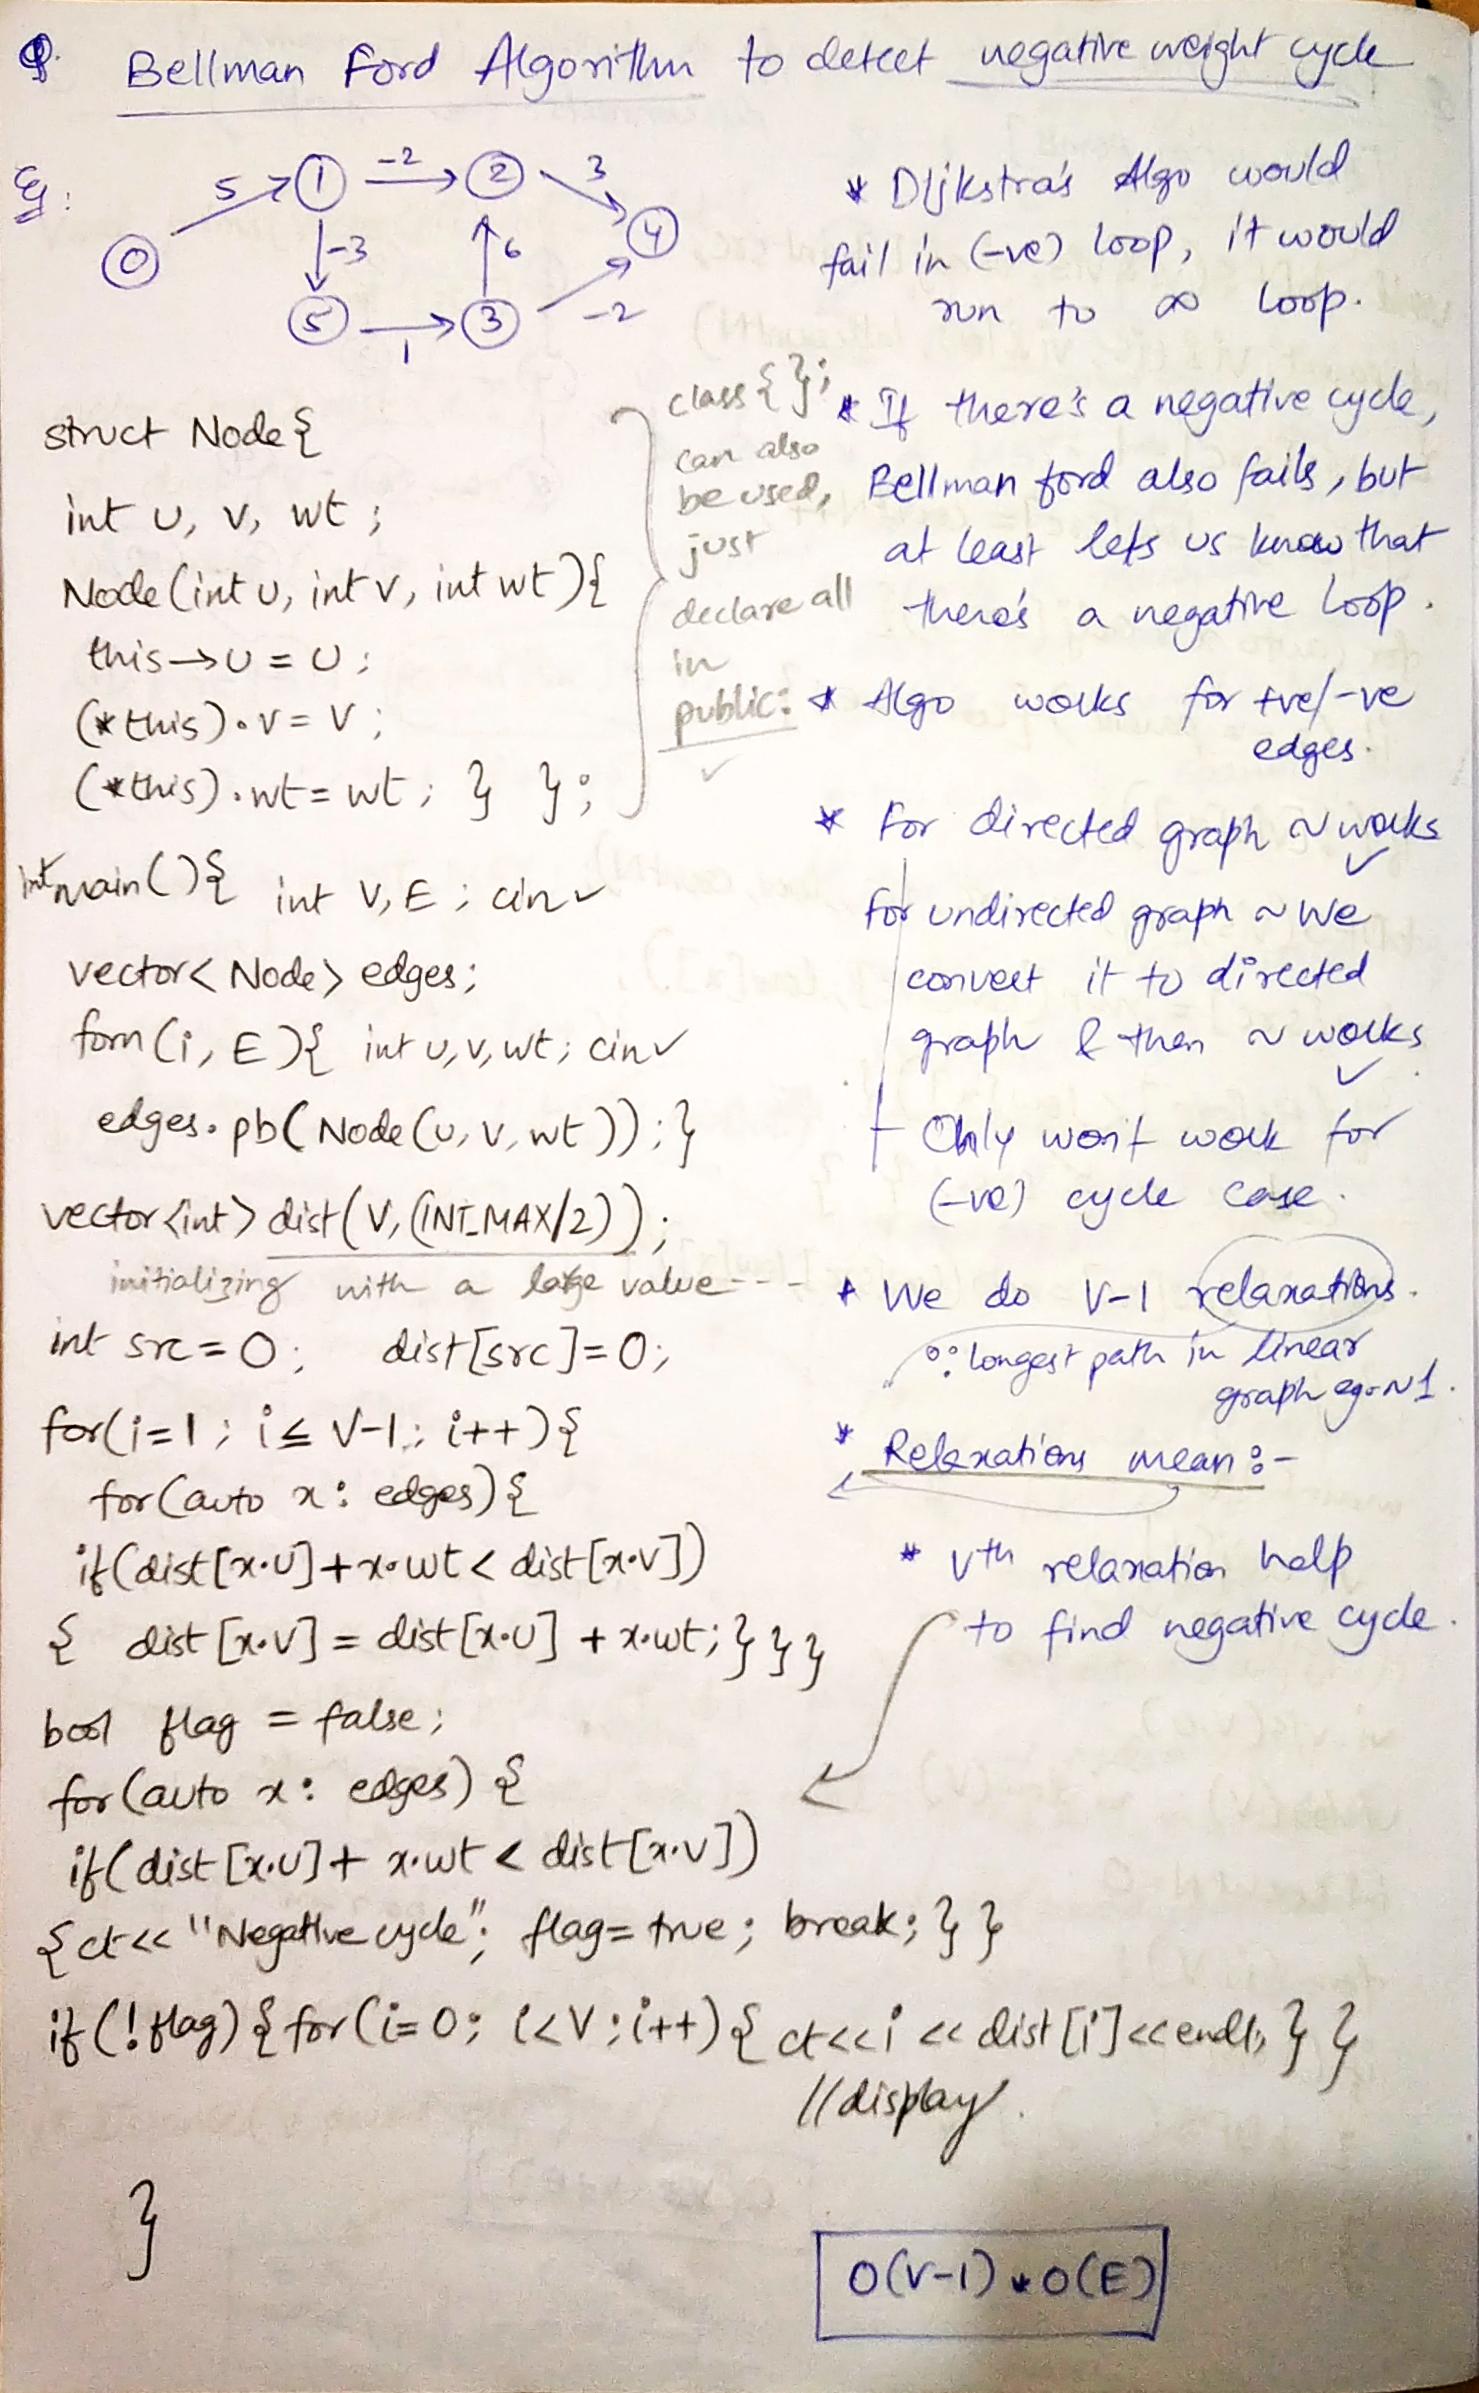 Q. Bellman Ford Algorithm to detect negative weight cycle
Eg:
0 5 1 -2 2 3 4
-3 6
5 1 3 -2
struct Node {
int u, v, wt ;
Node (int u, int v, int wt ) {
this → u = u ;
(*this).v = v ;
(*this).wt = wt ; } } ;
class { };
can also
be used,
just
declare all
in
public:
int main () { int V, E ; cin ✓
vector < Node > edges ;
forn (i, E ) { int u, v, wt ; cin ✓
edges. pb ( Node (u, v, wt )) ; }
vector <int> dist ( V, (INT_MAX/2) ) ;
initializing with a large value ---
int src = 0 ; dist [src] = 0 ;
for ( i = 1 ; i ≤ V-1 ; i++ ) {
for ( auto x : edges ) {
if ( dist [x.u] + x.wt < dist [x.v] )
{ dist [x.v] = dist [x.u] + x.wt ; } } }
bool flag = false ;
for ( auto x : edges ) {
if ( dist [x.u] + x.wt < dist [x.v] )
{ ct << "Negative cycle" ; flag = true ; break ; } }
if ( ! flag ) { for ( i = 0 ; i < V ; i++ ) { ct << i << dist [i] << endl ; } }
// display
}
* Dijkstra's Algo would
fail in (-ve) loop, it would
run to ∞ loop.
* If there's a negative cycle,
Bellman ford also fails, but
at least lets us know that
there's a negative loop.
* Algo works for +ve/-ve
edges.
* For directed graph ~ works
✓
for undirected graph ~ We
convert it to directed
graph & then ~ works
✓
Only won't work for
(-ve) cycle case.
* We do V-1 relaxations.
∵ longest path in linear
graph eg. N-1.
* Relaxations mean :-
* Vth relaxation help
to find negative cycle.
O(V-1) * O(E)